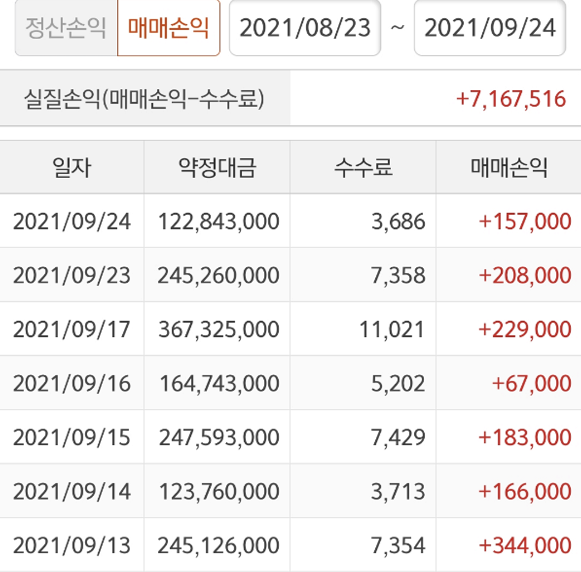 정산손익 매매손익 2021/08/23 ~ 2021/09/24
실질손익(매매손익-수수료) +7,167,516
일자 약정대금 수수료 매매손익
2021/09/24 122,843,000 3,686 +157,000
2021/09/23 245,260,000 7,358 +208,000
2021/09/17 367,325,000 11,021 +229,000
2021/09/16 164,743,000 5,202 +67,000
2021/09/15 247,593,000 7,429 +183,000
2021/09/14 123,760,000 3,713 +166,000
2021/09/13 245,126,000 7,354 +344,000